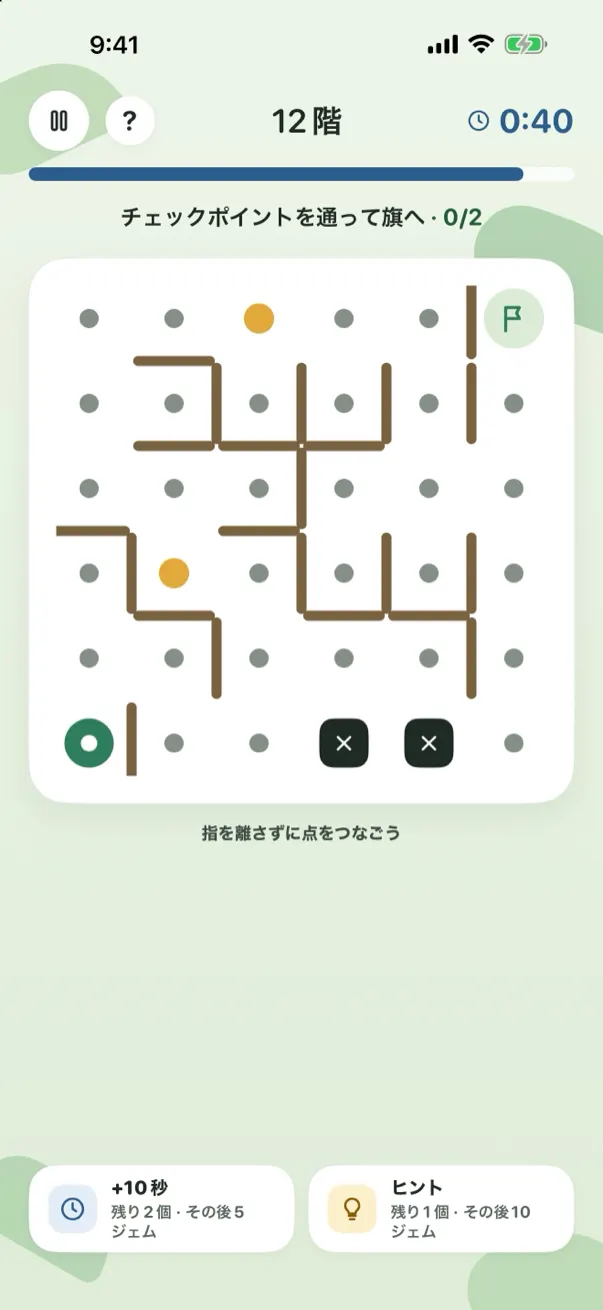 9:41
?
12階
0:40
チェックポイントを通って旗へ · 0/2
指を離さずに点をつなごう
+10秒
残り2個 · その後5
ジェム
ヒント
残り1個 · その後10
ジェム